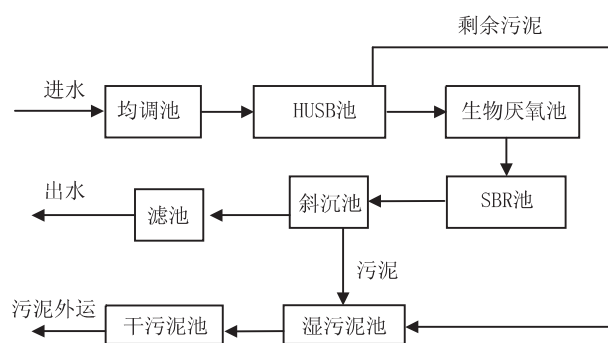 剩余污泥
进水
均调池
HUSB池
生物厌氧池
出水
滤池
斜沉池
SBR池
污泥
污泥外运
干污泥池
湿污泥池